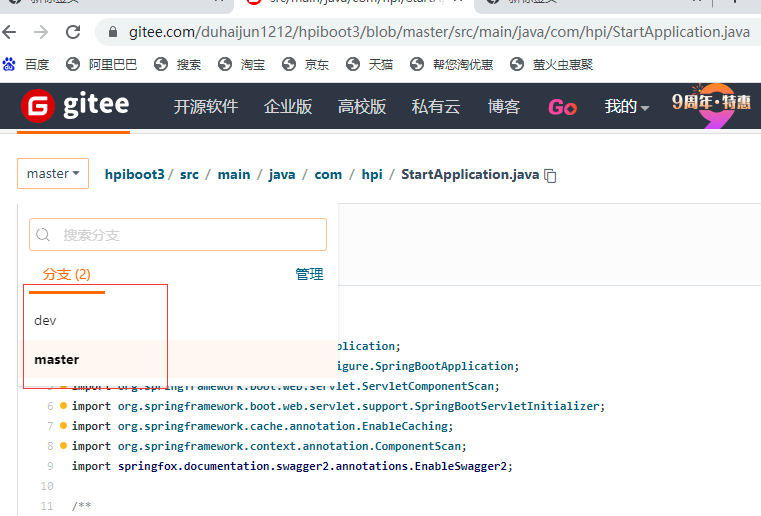 gitee.com/duhaijun1212/hpiboot3/blob/master/src/main/java/com/hpi/StartApplication.java
百度 阿里巴巴 搜索 淘宝 京东 天猫 帮您淘优惠 萤火虫惠聚
gitee 开源软件 企业版 高校版 私有云 博客 Go 我的 9周年·特惠
master hpiboot3 / src / main / java / com / hpi / StartApplication.java
搜索分支
分支 (2) 管理
dev
master
plication;
igure.SpringBootApplication;
5 import org.springframework.boot.web.servlet.ServletComponentScan;
6 import org.springframework.boot.web.servlet.support.SpringBootServletInitializer;
7 import org.springframework.cache.annotation.EnableCaching;
8 import org.springframework.context.annotation.ComponentScan;
9 import springfox.documentation.swagger2.annotations.EnableSwagger2;
10
11 /**